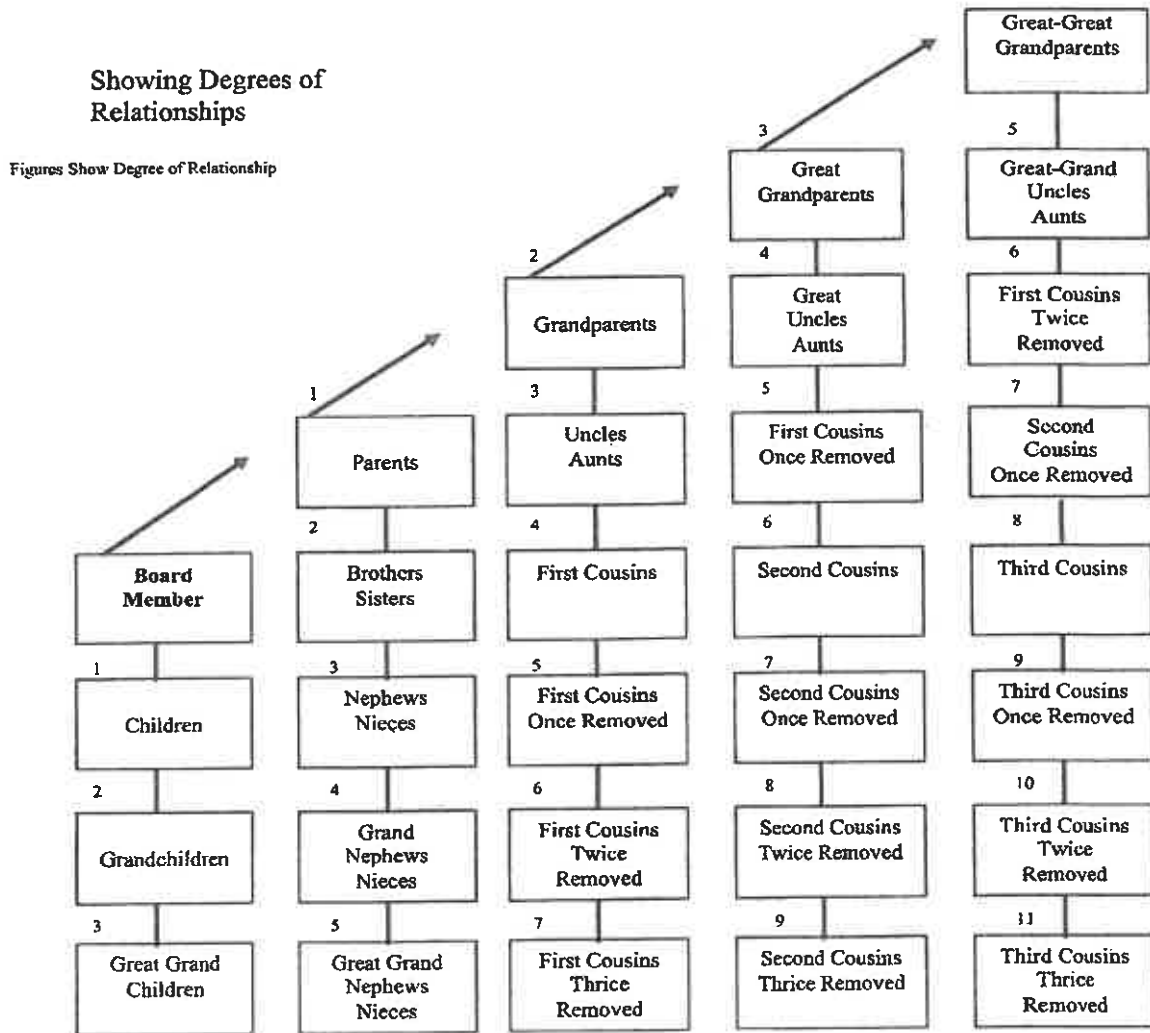 Showing Degrees of
Relationships
Figures Show Degree of Relationship
Board
Member
1
Children
2
Grandchildren
3
Great Grand
Children
1
Parents
2
Brothers
Sisters
3
Nephews
Nieces
4
Grand
Nephews
Nieces
5
Great Grand
Nephews
Nieces
2
Grandparents
3
Uncles
Aunts
4
First Cousins
5
First Cousins
Once Removed
6
First Cousins
Twice
Removed
7
First Cousins
Thrice
Removed
3
Great
Grandparents
4
Great
Uncles
Aunts
5
First Cousins
Once Removed
6
Second Cousins
7
Second Cousins
Once Removed
8
Second Cousins
Twice Removed
9
Second Cousins
Thrice Removed
Great-Great
Grandparents
5
Great-Grand
Uncles
Aunts
6
First Cousins
Twice
Removed
7
Second
Cousins
Once Removed
8
Third Cousins
9
Third Cousins
Once Removed
10
Third Cousins
Twice
Removed
11
Third Cousins
Thrice
Removed